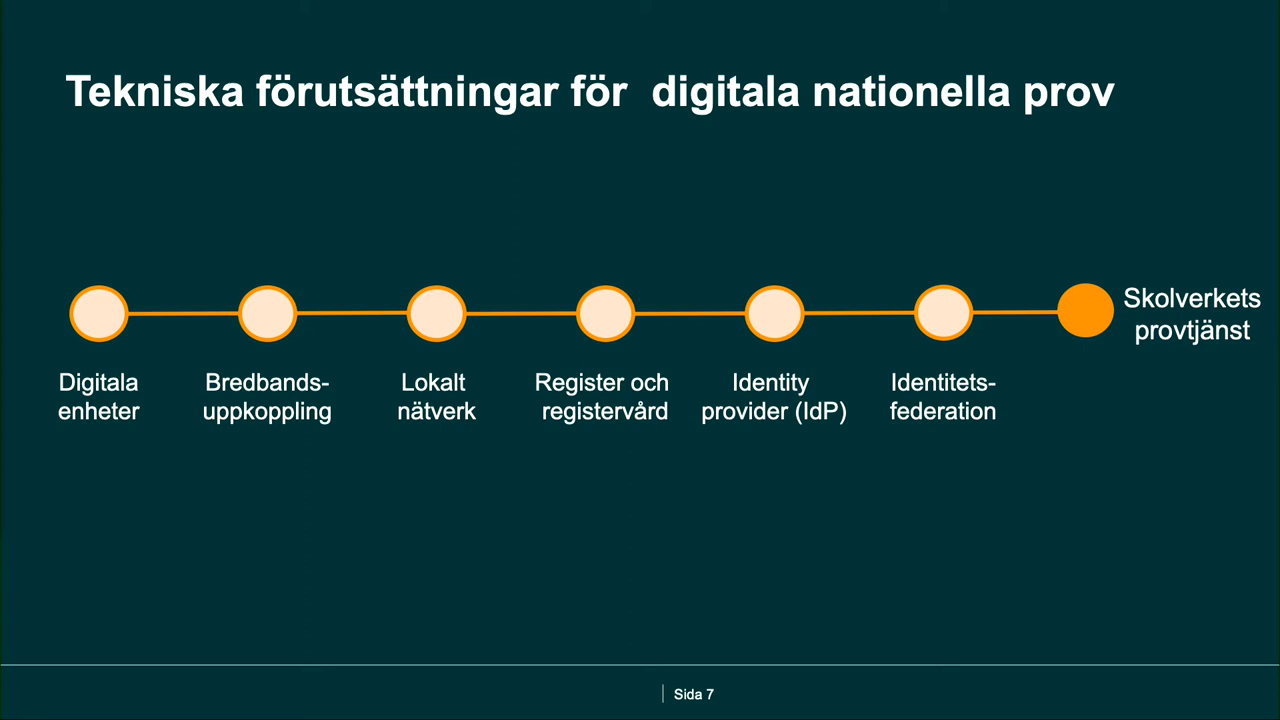 Tekniska förutsättningar för  digitala nationella prov
Skolverkets
provtjänst
Digitala
enheter
Bredbands-
uppkoppling
Lokalt
nätverk
Register och
registervård
Identity
provider (IdP)
Identitets-
federation
Sida 7